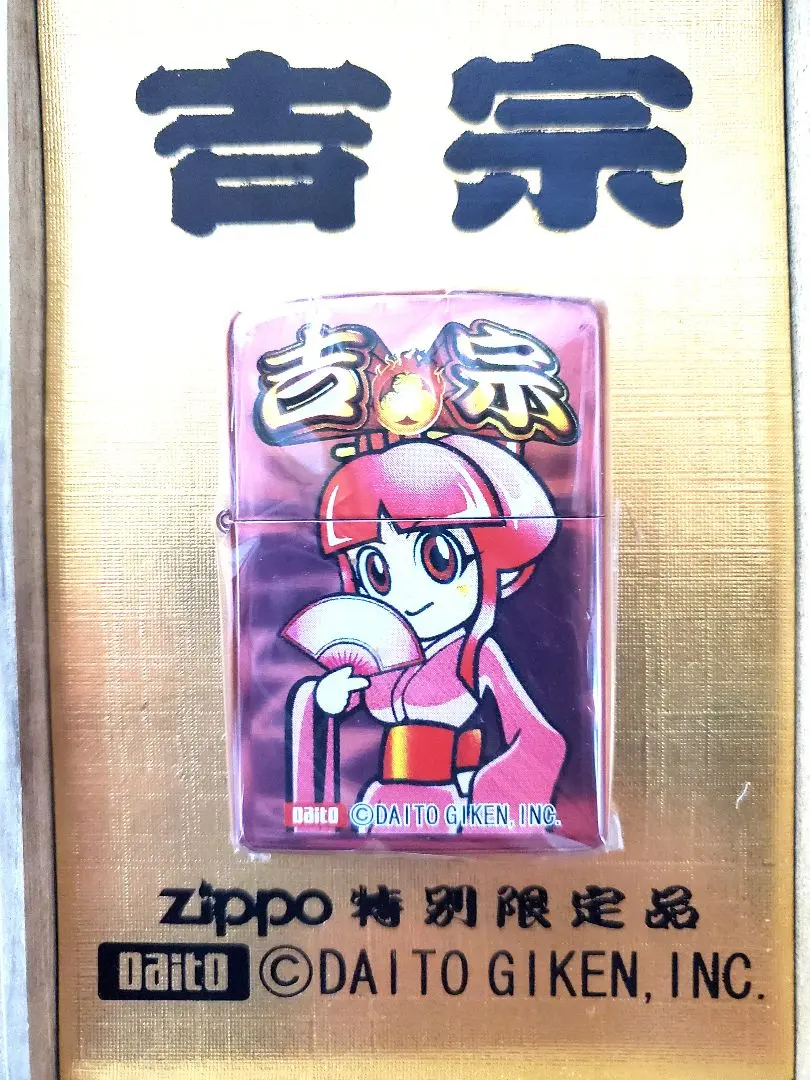 吉宗
吉宗
Daito ©DAITO GIKEN, INC.
Zippo 特別限定品
Daito ©DAITO GIKEN, INC.